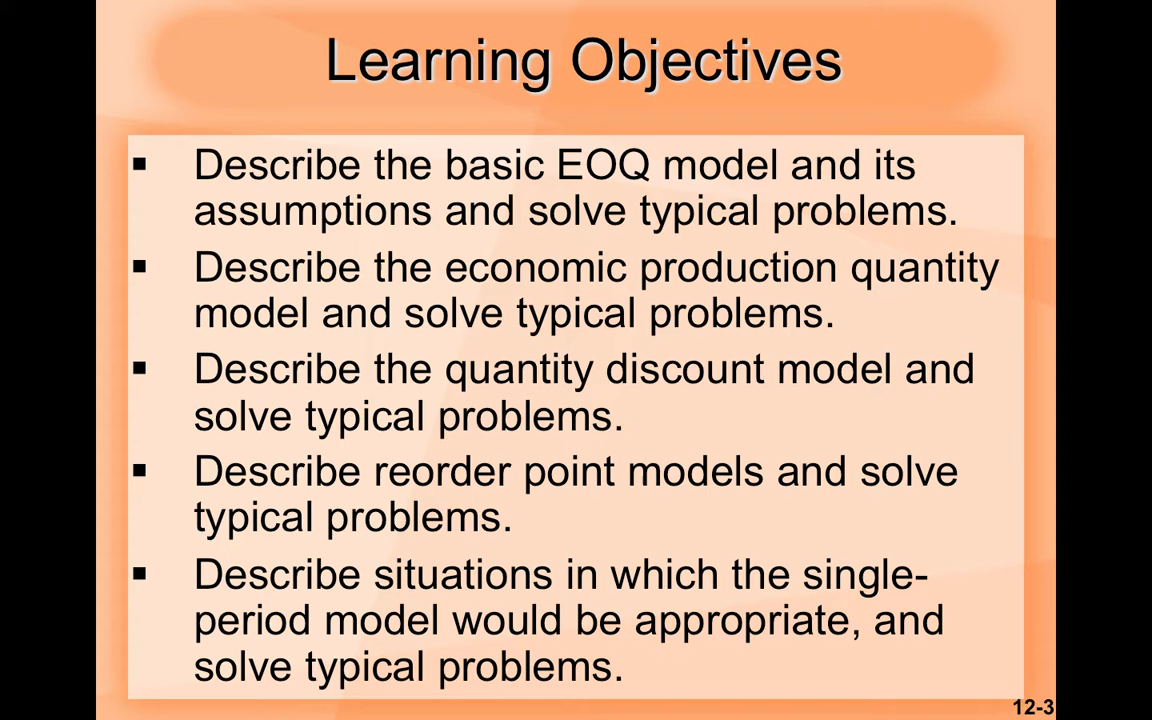 Learning Objectives
▪ Describe the basic EOQ model and its
assumptions and solve typical problems.
▪ Describe the economic production quantity
model and solve typical problems.
▪ Describe the quantity discount model and
solve typical problems.
▪ Describe reorder point models and solve
typical problems.
▪ Describe situations in which the single-
period model would be appropriate, and
solve typical problems.
12-3